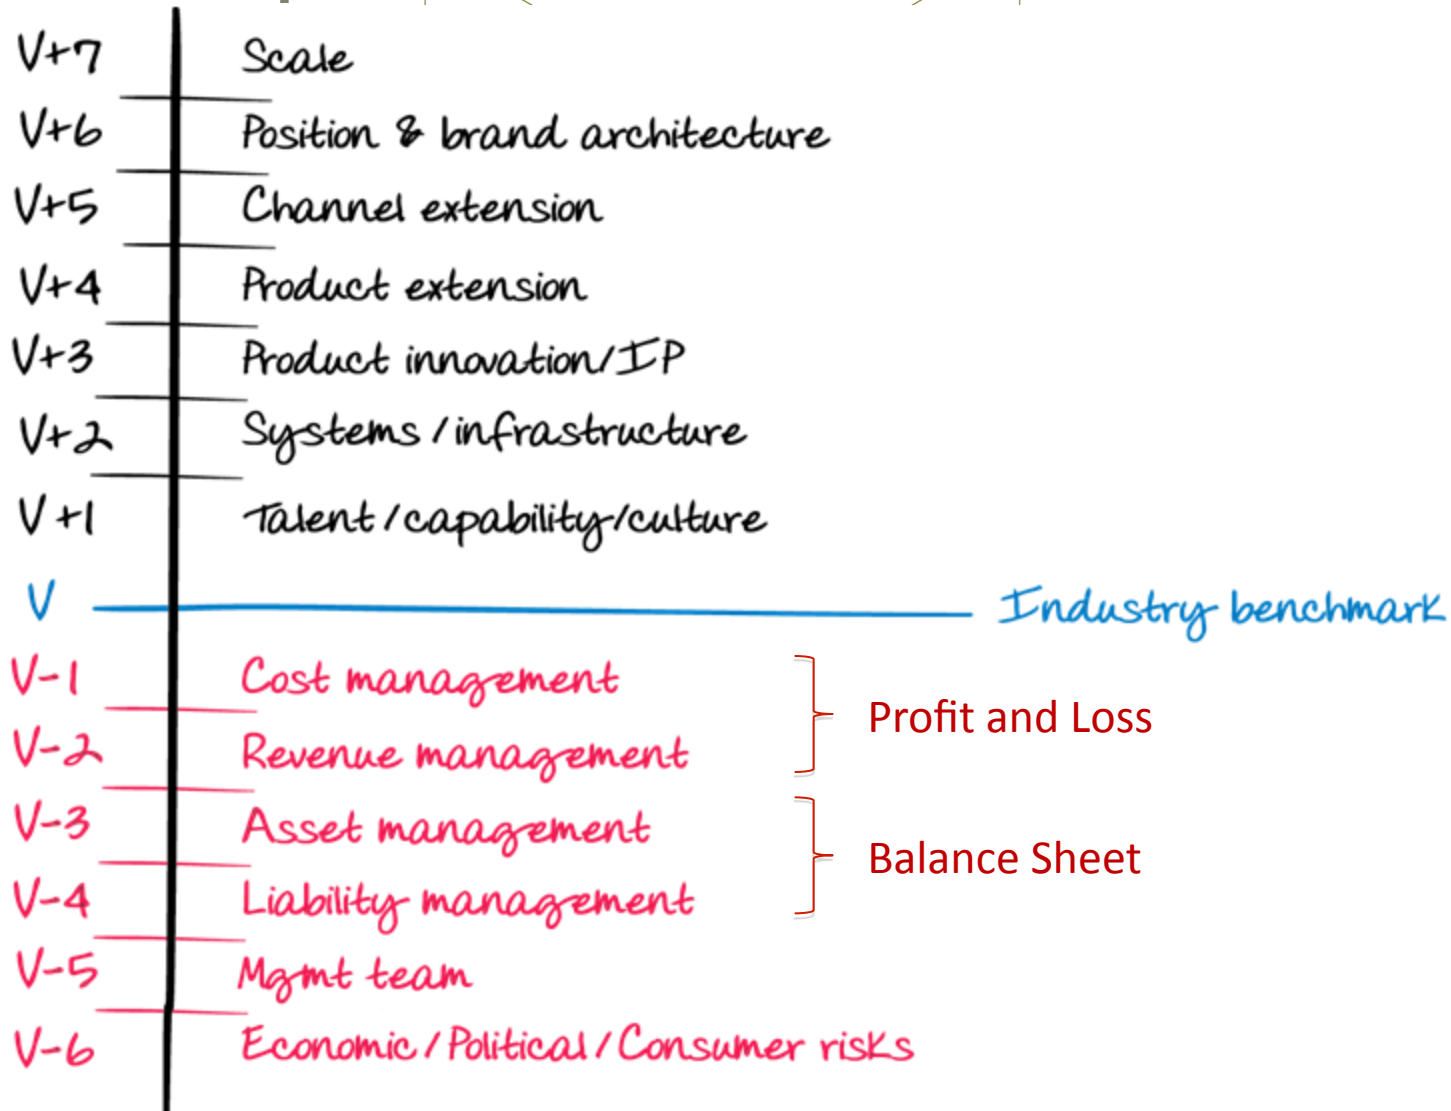 V+7 Scale
V+6 Position & brand architecture
V+5 Channel extension
V+4 Product extension
V+3 Product innovation/IP
V+2 Systems/infrastructure
V+1 Talent/capability/culture
V Industry benchmark
V-1 Cost management
Profit and Loss
V-2 Revenue management
V-3 Asset management
Balance Sheet
V-4 Liability management
V-5 Mgmt team
V-6 Economic/Political/Consumer risks